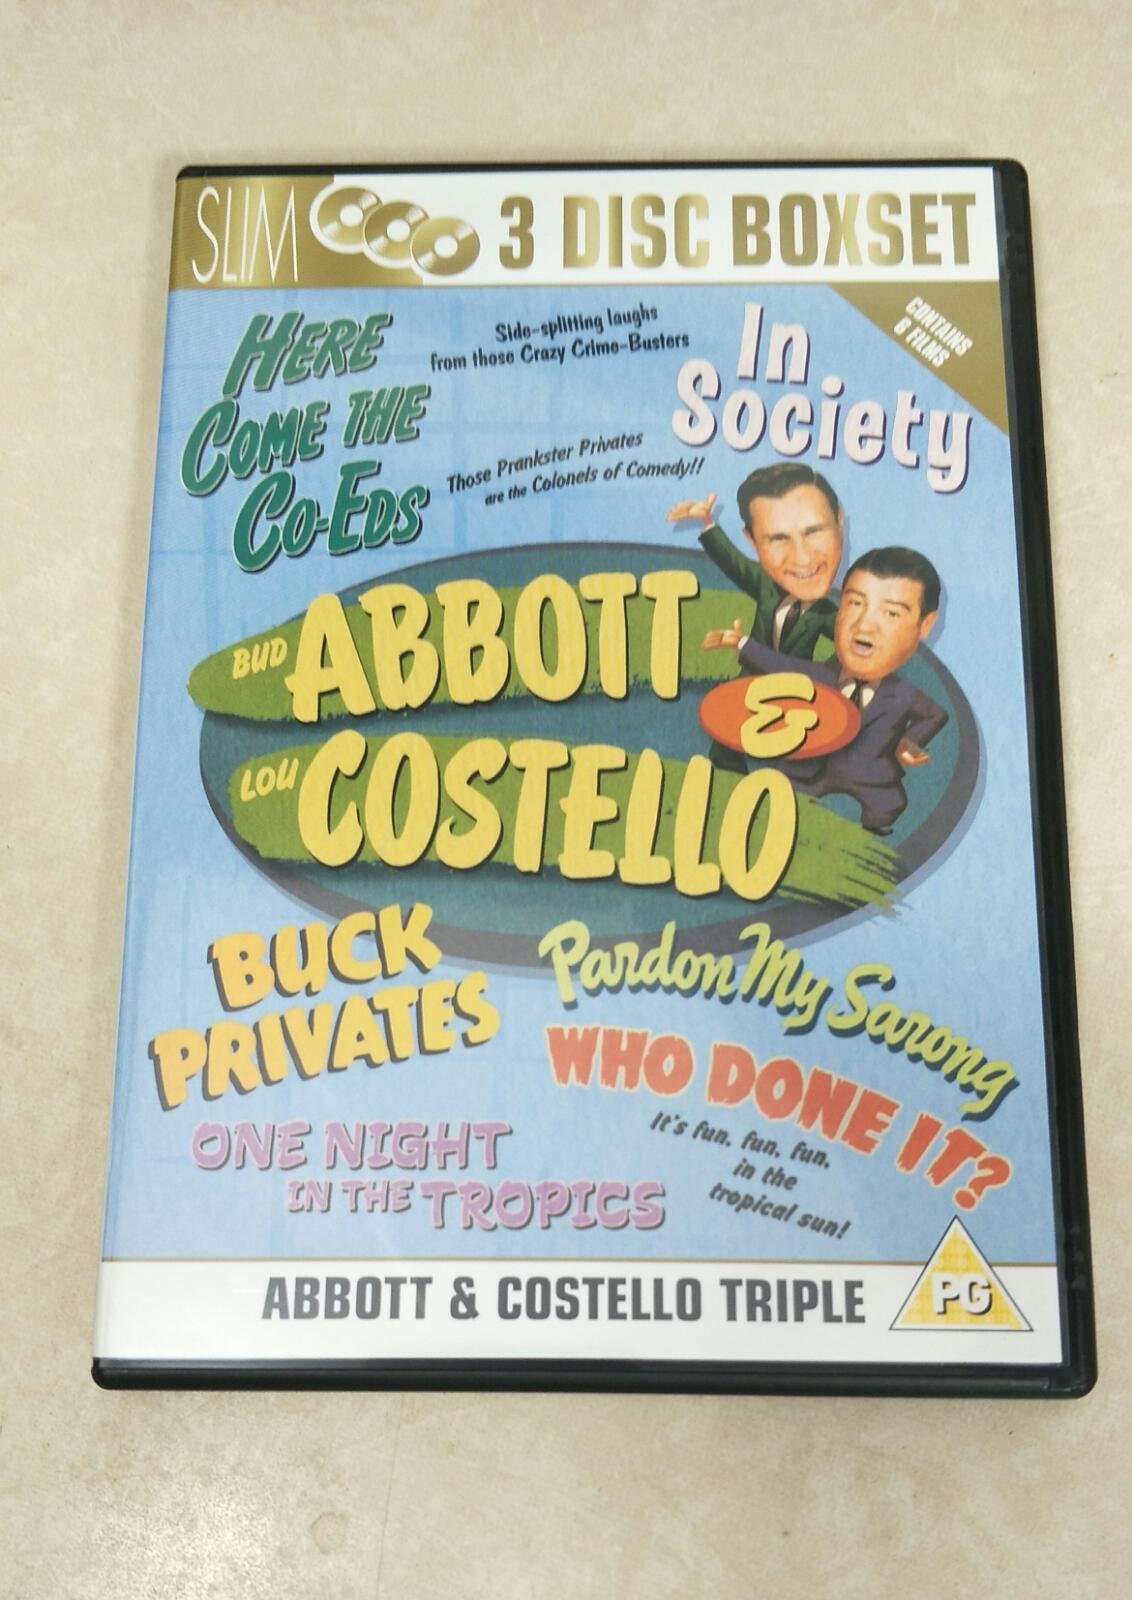 SLIM 3 DISC BOXSET
CONTAINS
6 FILMS
HERE
COME THE
CO-EDS
Side-splitting laughs
from those Crazy Crime-Busters
In
Society
Those Prankster Privates
are the Colonels of Comedy!!
BUD ABBOTT
&
LOU COSTELLO
BUCK
PRIVATES
Pardon My Sarong
WHO DONE IT?
ONE NIGHT
IN THE TROPICS
It's fun, fun, fun,
in the
tropical sun!
ABBOTT & COSTELLO TRIPLE
PG